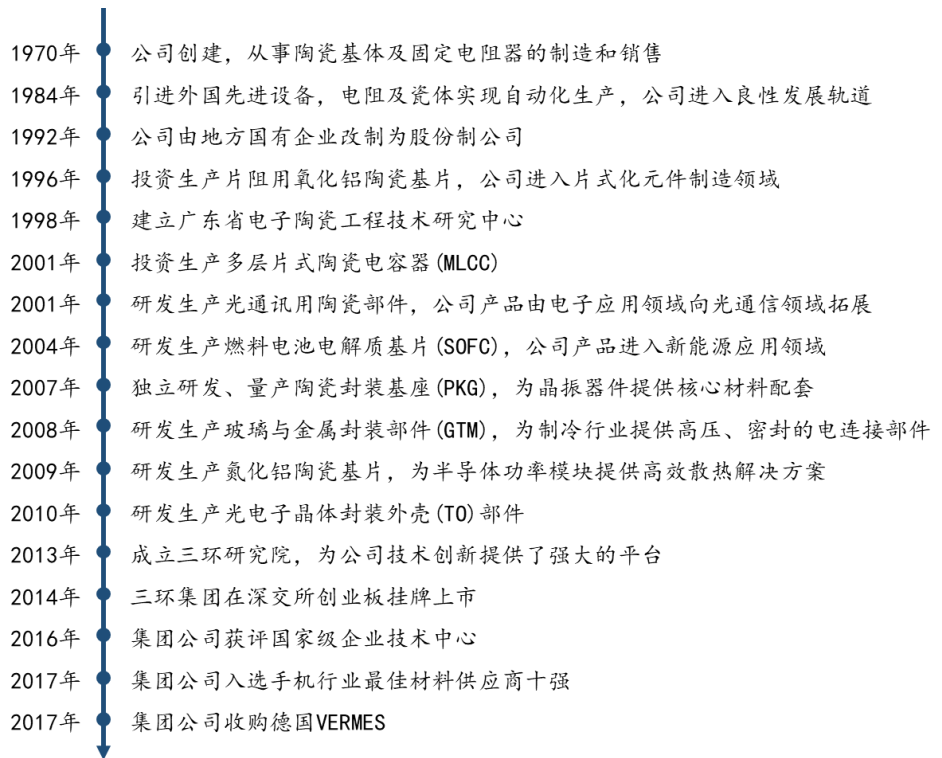 1970年 公司创建，从事陶瓷基体及固定电阻器的制造和销售
1984年 引进外国先进设备，电阻及瓷体实现自动化生产，公司进入良性发展轨道
1992年 公司由地方国有企业改制为股份制公司
1996年 投资生产片阻用氧化铝陶瓷基片，公司进入片式化元件制造领域
1998年 建立广东省电子陶瓷工程技术研究中心
2001年 投资生产多层片式陶瓷电容器(MLCC)
2001年 研发生产光通讯用陶瓷部件，公司产品由电子应用领域向光通信领域拓展
2004年 研发生产燃料电池电解质基片(SOFC)，公司产品进入新能源应用领域
2007年 独立研发、量产陶瓷封装基座(PKG)，为晶振器件提供核心材料配套
2008年 研发生产玻璃与金属封装部件(GTM)，为制冷行业提供高压、密封的电连接部件
2009年 研发生产氮化铝陶瓷基片，为半导体功率模块提供高效散热解决方案
2010年 研发生产光电子晶体封装外壳(TO)部件
2013年 成立三环研究院，为公司技术创新提供了强大的平台
2014年 三环集团在深交所创业板挂牌上市
2016年 集团公司获评国家级企业技术中心
2017年 集团公司入选手机行业最佳材料供应商十强
2017年 集团公司收购德国VERMES